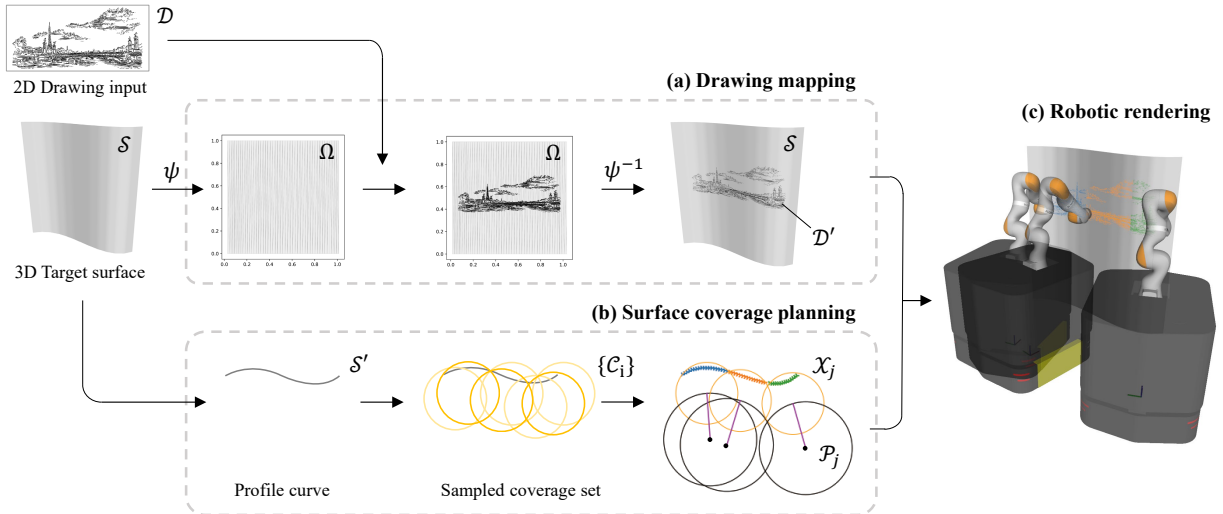 𝒟
2D Drawing input
(a) Drawing mapping
(c) Robotic rendering
𝒮
3D Target surface
ψ
Ω
1.0
0.8
0.6
0.4
0.2
0.0
0.0 0.2 0.4 0.6 0.8 1.0
Ω
1.0
0.8
0.6
0.4
0.2
0.0
0.0 0.2 0.4 0.6 0.8 1.0
ψ⁻¹
𝒮
𝒟′
(b) Surface coverage planning
𝒮′
{𝒞ᵢ}
𝒳ⱼ
𝒫ⱼ
Profile curve
Sampled coverage set